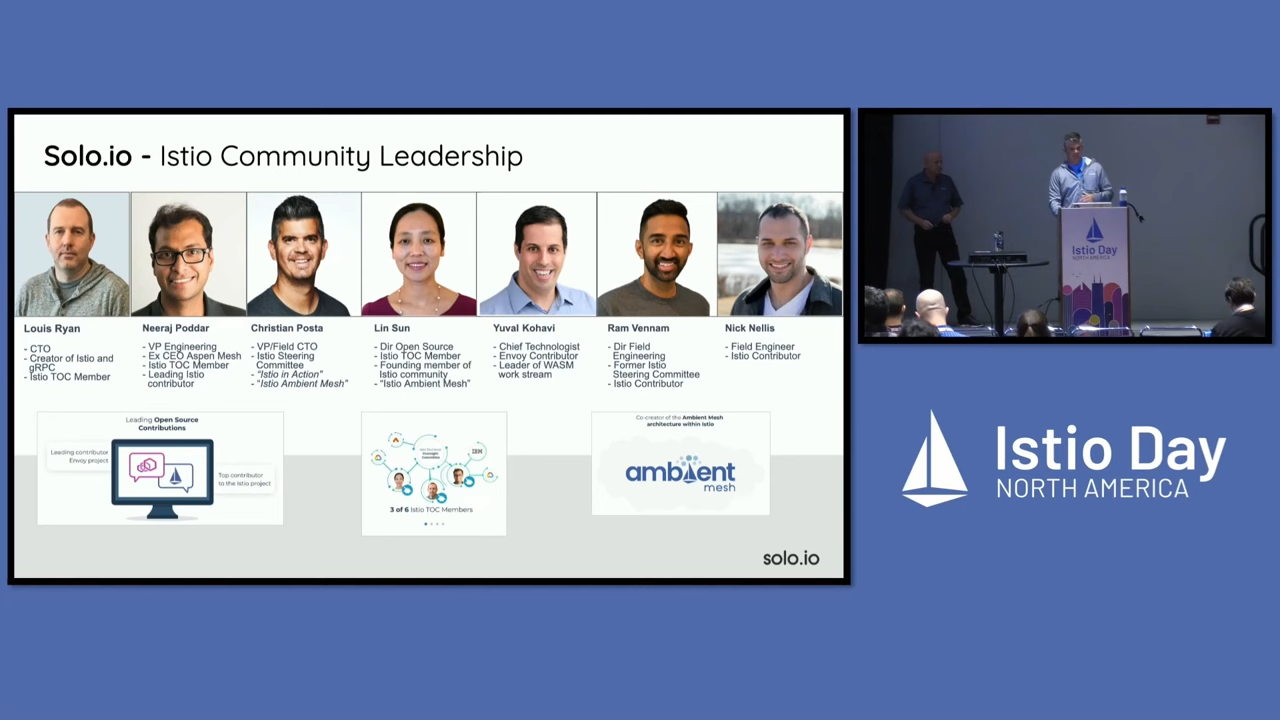 Solo.io - Istio Community Leadership
Louis Ryan
- CTO
- Creator of Istio and
gRPC
- Istio TOC Member
Neeraj Poddar
- VP Engineering
- Ex CEO Aspen Mesh
- Istio TOC Member
- Leading Istio
contributor
Christian Posta
- VP/Field CTO
- Istio Steering
Committee
- "Istio in Action"
- "Istio Ambient Mesh"
Lin Sun
- Dir Open Source
- Istio TOC Member
- Founding member of
Istio community
- "Istio Ambient Mesh"
Yuval Kohavi
- Chief Technologist
- Envoy Contributor
- Leader of WASM
work stream
Ram Vennam
- Dir Field
Engineering
- Former Istio
Steering Committee
- Istio Contributor
Nick Nellis
- Field Engineer
- Istio Contributor
Leading Open Source
Contributions
Leading contributor
Envoy project
Top contributor
to the Istio project
IBM
3 of 6 Istio TOC Members
Co-creator of the Ambient Mesh
architecture within Istio
ambient
mesh
solo.io
Istio Day
NORTH AMERICA
Istio Day
NORTH AMERICA